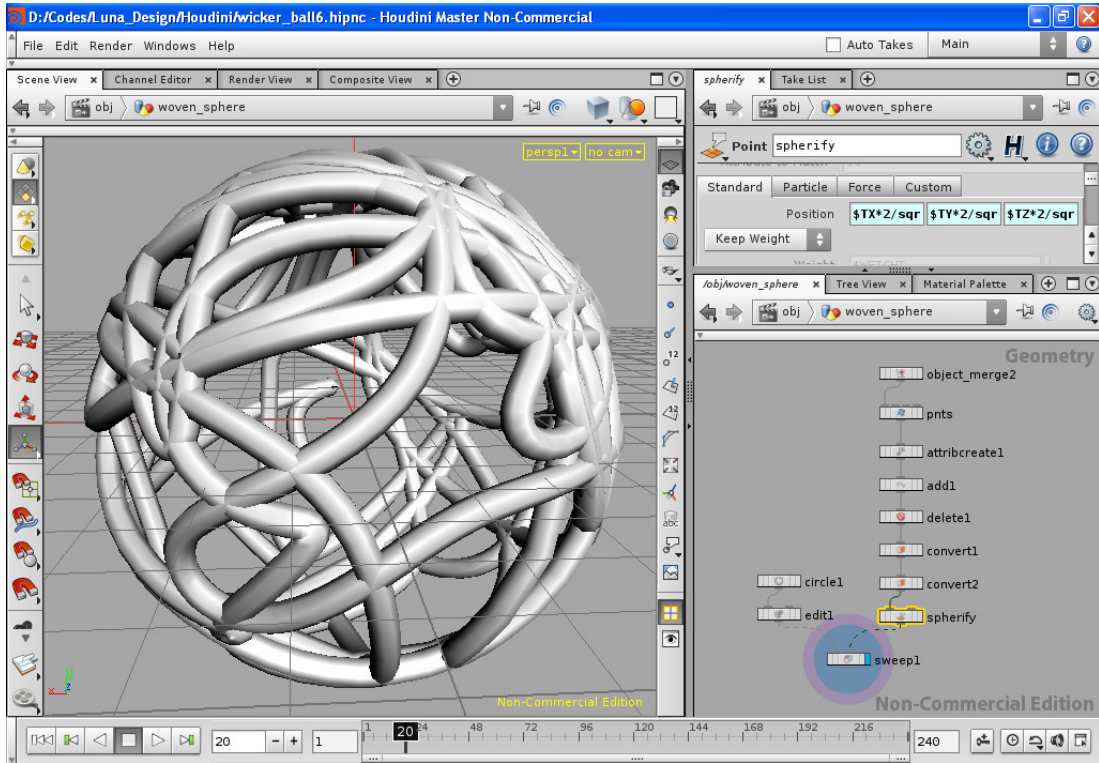 D:/Codes/Luna_Design/Houdini/wicker_ball6.hipnc - Houdini Master Non-Commercial
File Edit Render Windows Help
Auto Takes Main
Scene View Channel Editor Render View Composite View
obj woven_sphere
persp1 no cam
12
12
abc
Non-Commercial Edition
spherify Take List
obj woven_sphere
Point spherify
Standard Particle Force Custom
Position $TX*2/sqr $TY*2/sqr $TZ*2/sqr
Keep Weight
/obj/woven_sphere Tree View Material Palette
obj woven_sphere
Geometry
object_merge2
pnts
attribcreate1
add1
delete1
convert1
convert2
circle1
edit1 spherify
sweep1
Non-Commercial Edition
20 1 1 20 24 48 72 96 120 144 168 192 216 240